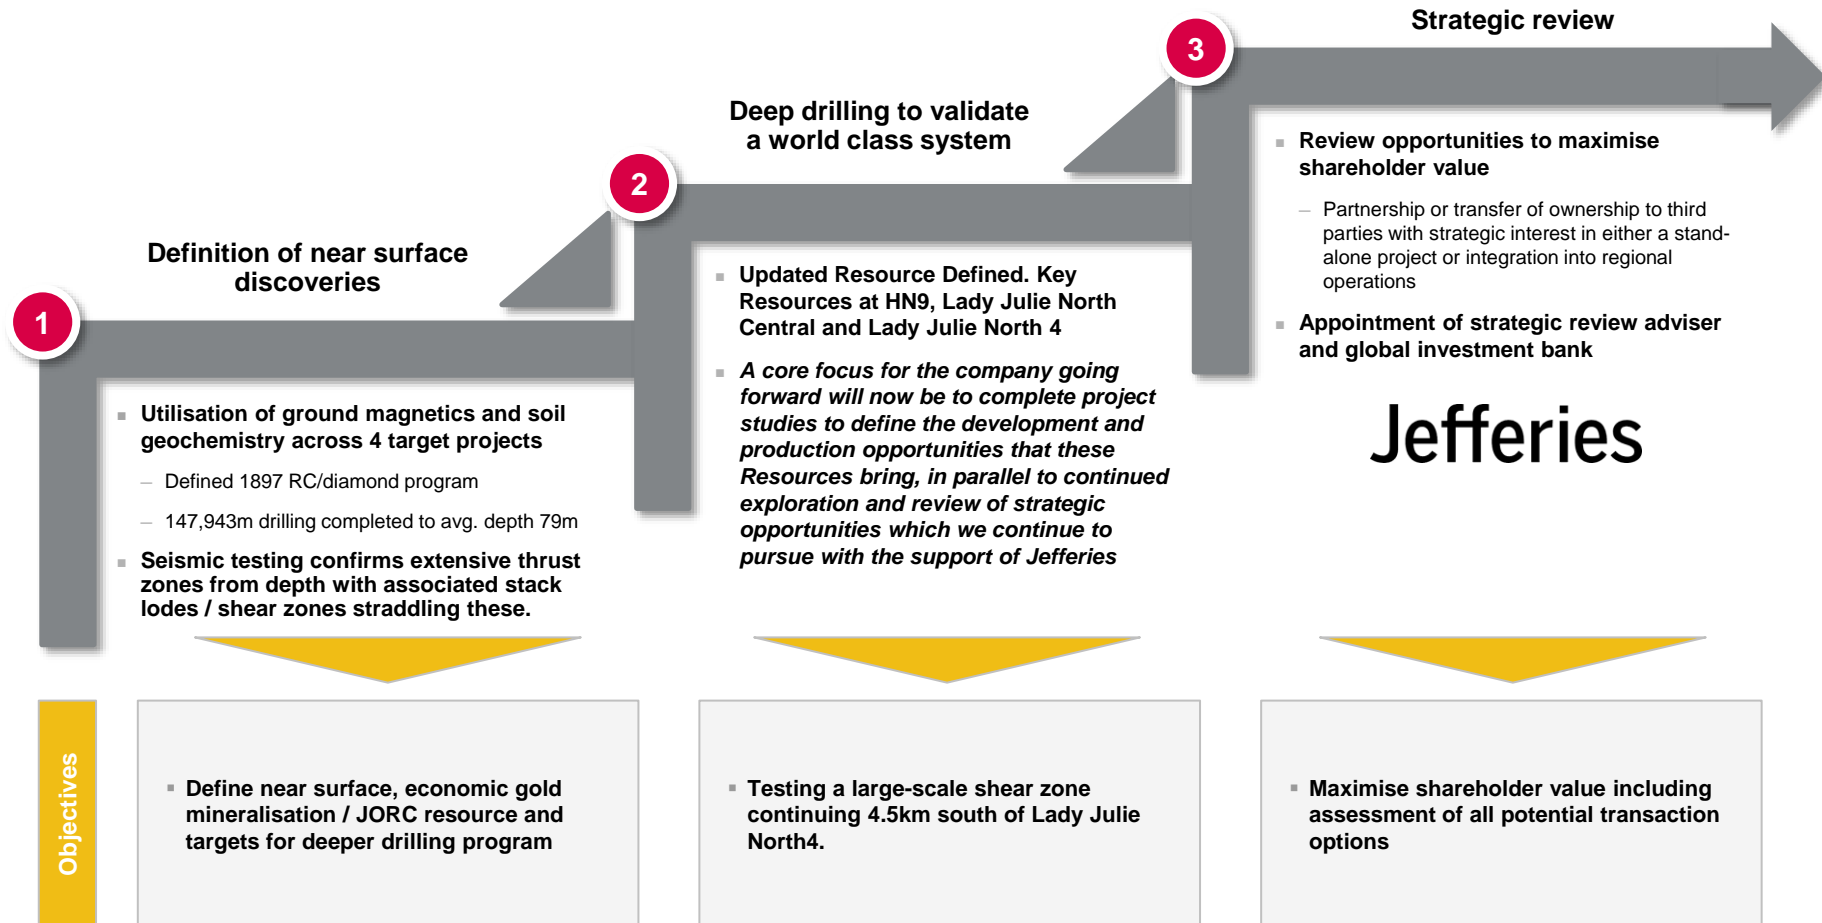 1
Definition of near surface
discoveries
Utilisation of ground magnetics and soil
geochemistry across 4 target projects
– Defined 1897 RC/diamond program
– 147,943m drilling completed to avg. depth 79m
Seismic testing confirms extensive thrust
zones from depth with associated stack
lodes / shear zones straddling these.
2
Deep drilling to validate
a world class system
Updated Resource Defined. Key
Resources at HN9, Lady Julie North
Central and Lady Julie North 4
A core focus for the company going
forward will now be to complete project
studies to define the development and
production opportunities that these
Resources bring, in parallel to continued
exploration and review of strategic
opportunities which we continue to
pursue with the support of Jefferies
3
Strategic review
Review opportunities to maximise
shareholder value
– Partnership or transfer of ownership to third
parties with strategic interest in either a stand-
alone project or integration into regional
operations
Appointment of strategic review adviser
and global investment bank
Jefferies
Objectives
Define near surface, economic gold
mineralisation / JORC resource and
targets for deeper drilling program
Testing a large-scale shear zone
continuing 4.5km south of Lady Julie
North4.
Maximise shareholder value including
assessment of all potential transaction
options